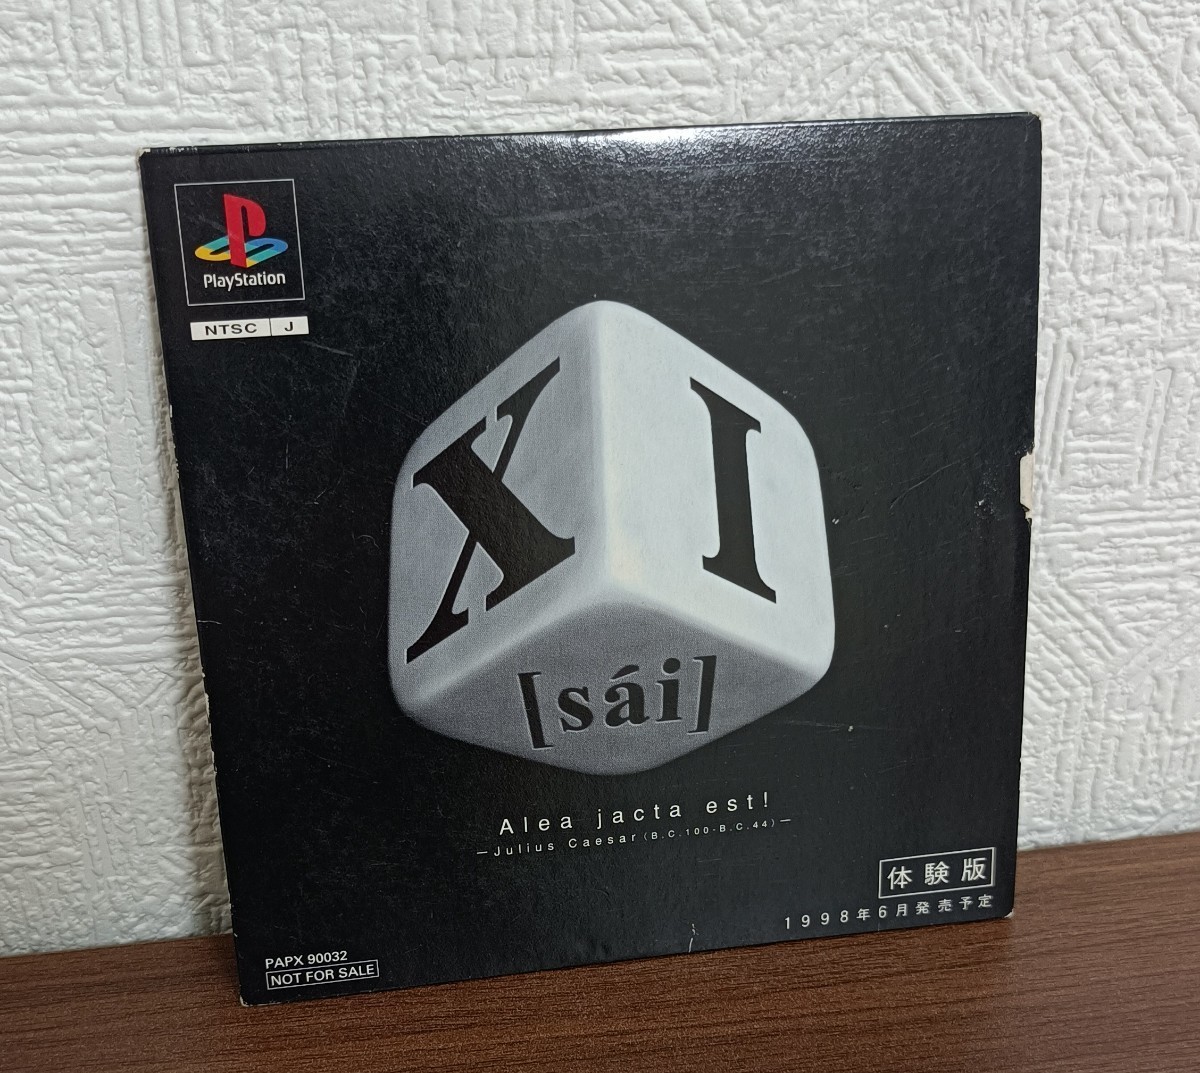 PlayStation
NTSC J
XI
[sái]
Alea jacta est!
—Julius Caesar(B.C.100-B.C.44)—
体験版
1998年6月発売予定
PAPX 90032
NOT FOR SALE